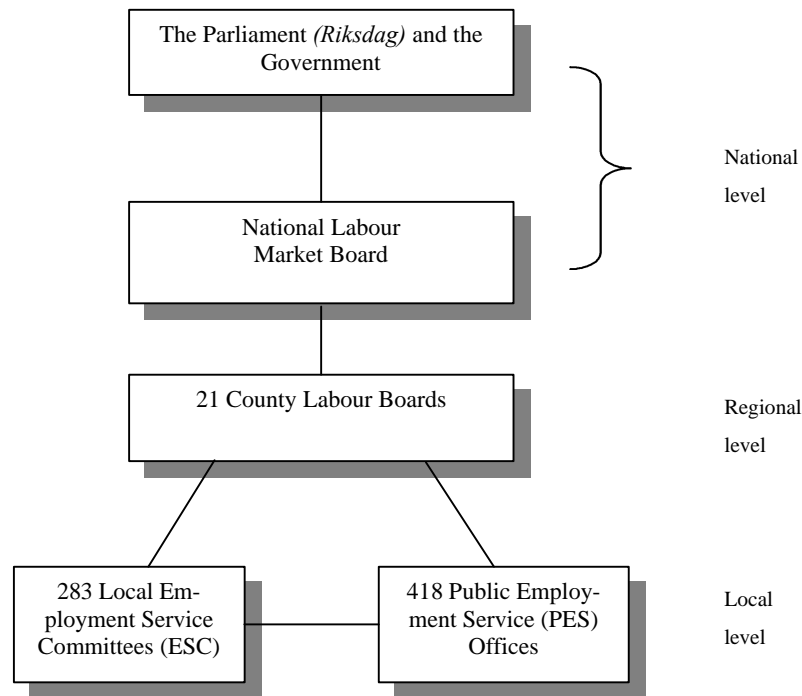 The Parliament (Riksdag) and the
Government
National
level
National Labour
Market Board
21 County Labour Boards
Regional
level
283 Local Em-
ployment Service
Committees (ESC)
418 Public Employ-
ment Service (PES)
Offices
Local
level